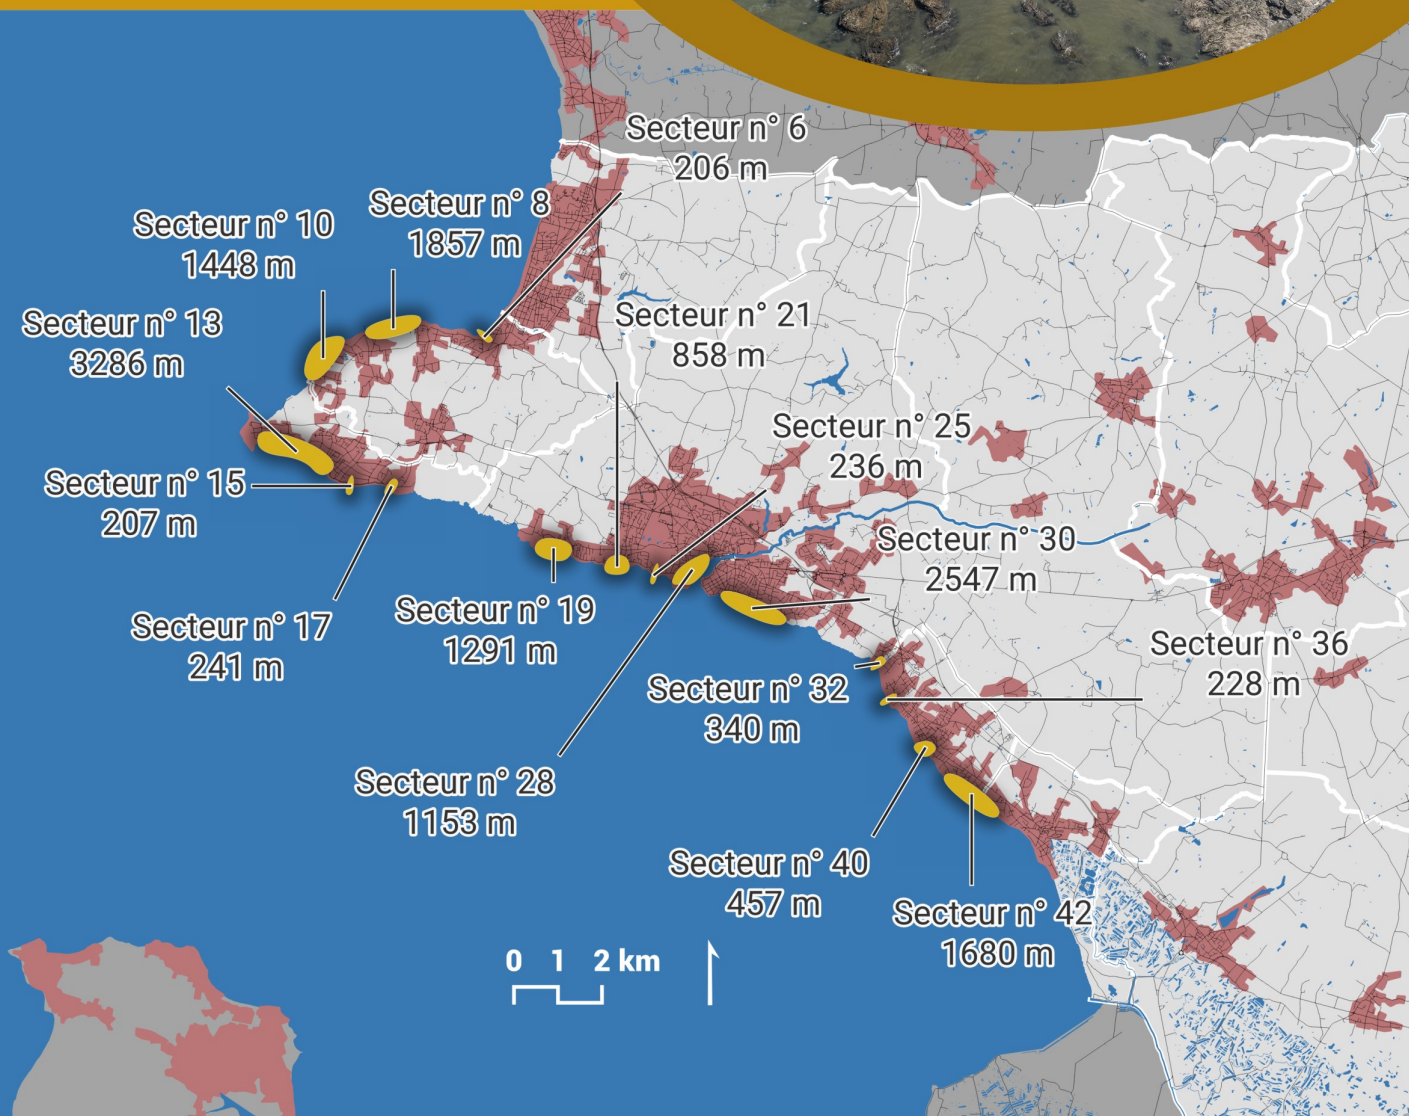 Secteur n° 6
206 m
Secteur n° 8
1857 m
Secteur n° 10
1448 m
Secteur n° 13
3286 m
Secteur n° 21
858 m
Secteur n° 25
236 m
Secteur n° 15
207 m
Secteur n° 30
2547 m
Secteur n° 19
1291 m
Secteur n° 17
241 m
Secteur n° 36
228 m
Secteur n° 32
340 m
Secteur n° 28
1153 m
Secteur n° 40
457 m
Secteur n° 42
1680 m
0 1 2 km